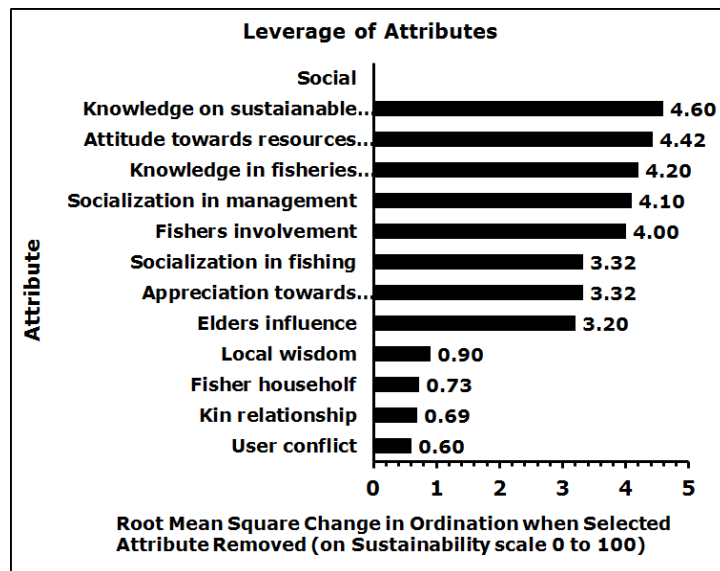 Leverage of Attributes
Social
Knowledge on sustaianable... 4.60
Attitude towards resources... 4.42
Knowledge in fisheries... 4.20
Socialization in management 4.10
Fishers involvement 4.00
Socialization in fishing 3.32
Appreciation towards... 3.32
Elders influence 3.20
Local wisdom 0.90
Fisher householf 0.73
Kin relationship 0.69
User conflict 0.60
Attribute
0 1 2 3 4 5
Root Mean Square Change in Ordination when Selected
Attribute Removed (on Sustainability scale 0 to 100)